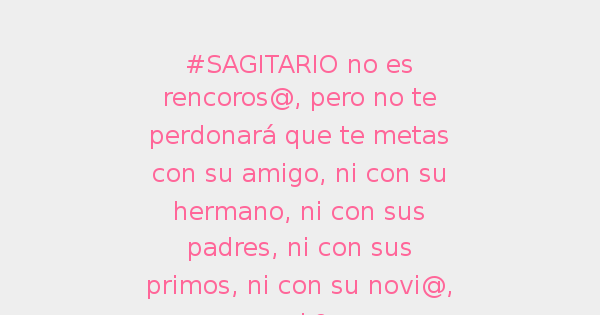 #SAGITARIO no es
rencoros@, pero no te
perdonará que te metas
con su amigo, ni con su
hermano, ni con sus
padres, ni con sus
primos, ni con su novi@,